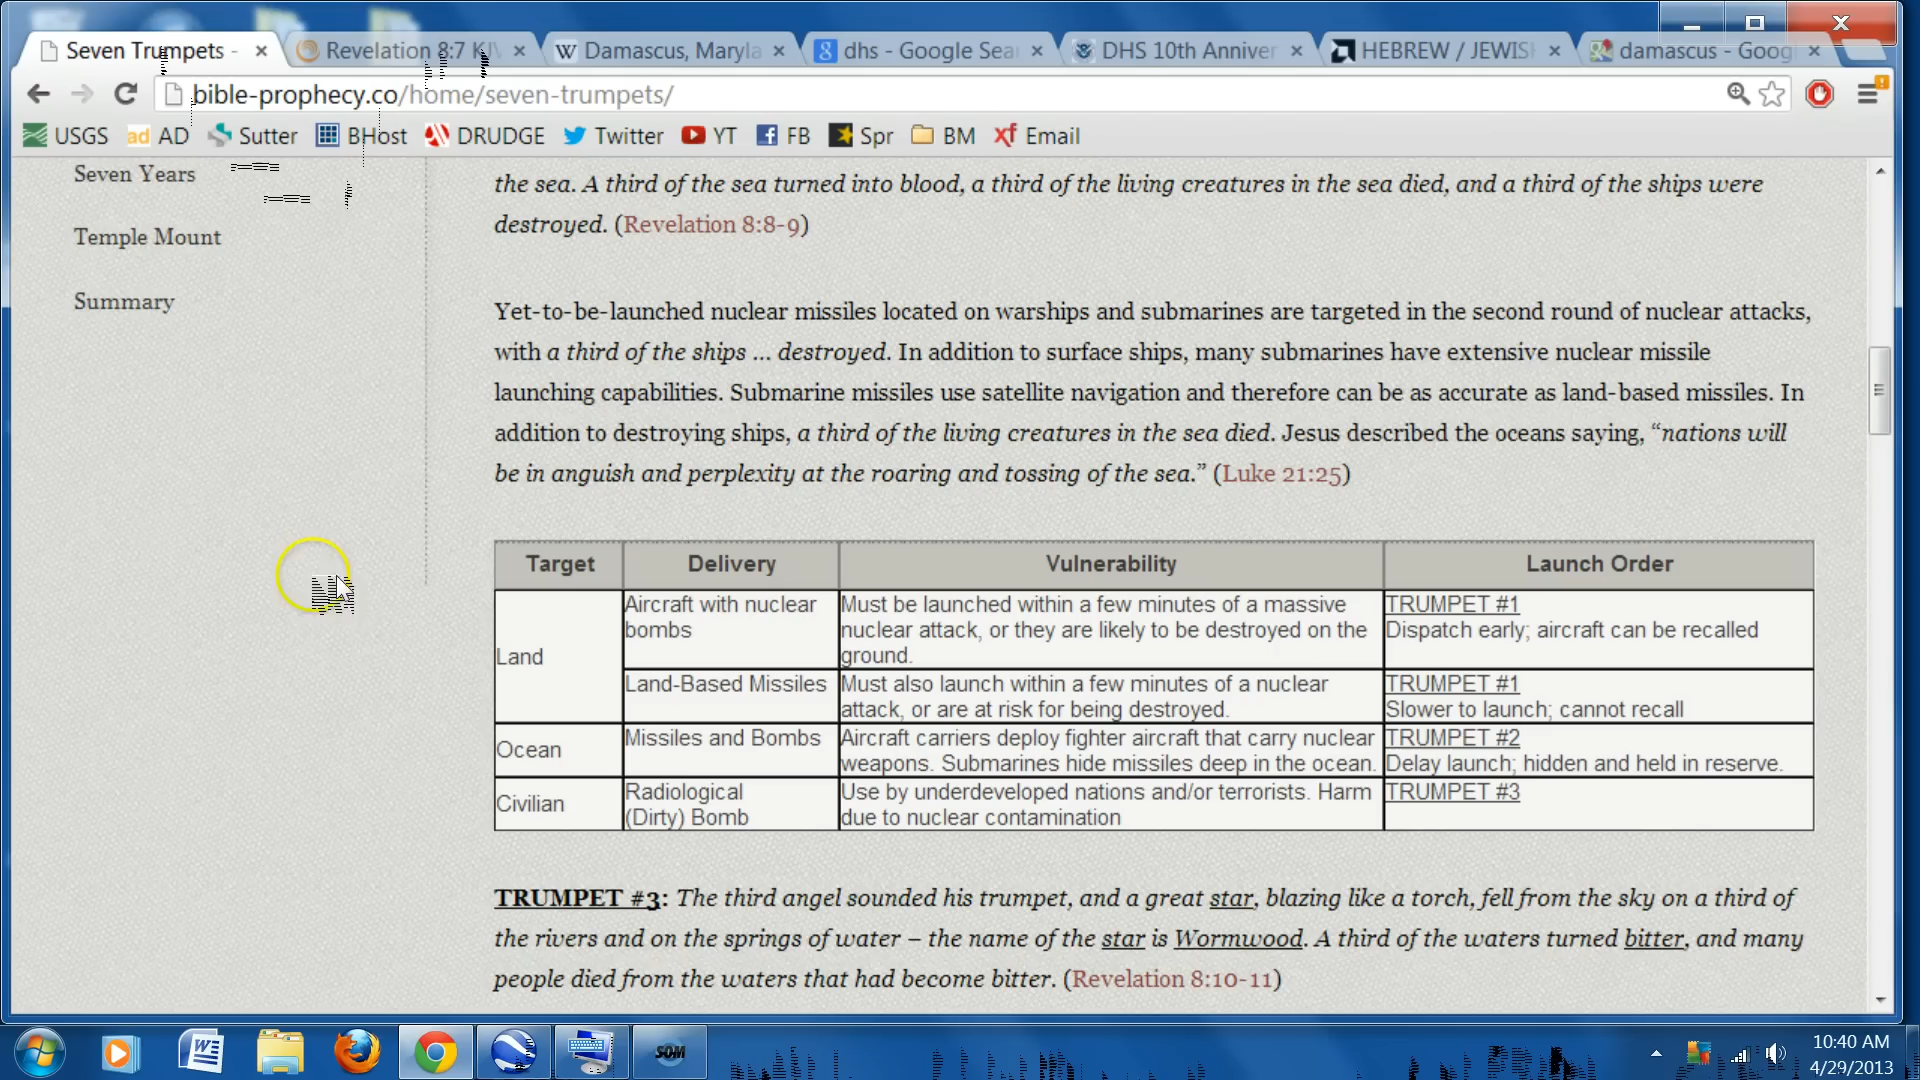 Seven Trumpets -
Revelation 8:7 KJV
Damascus, Maryla
dhs - Google Sea
DHS 10th Anniver
HEBREW / JEWISH
damascus - Goog
bible-prophecy.co/home/seven-trumpets/
USGS
ad AD
Sutter
BHost
DRUDGE
Twitter
YT
FB
Spr
BM
xf Email
Seven Years
Temple Mount
Summary
the sea. A third of the sea turned into blood, a third of the living creatures in the sea died, and a third of the ships were
destroyed. (Revelation 8:8-9)
Yet-to-be-launched nuclear missiles located on warships and submarines are targeted in the second round of nuclear attacks,
with a third of the ships ... destroyed. In addition to surface ships, many submarines have extensive nuclear missile
launching capabilities. Submarine missiles use satellite navigation and therefore can be as accurate as land-based missiles. In
addition to destroying ships, a third of the living creatures in the sea died. Jesus described the oceans saying, “nations will
be in anguish and perplexity at the roaring and tossing of the sea.” (Luke 21:25)
Target Delivery Vulnerability Launch Order
Land
Aircraft with nuclear
bombs
Must be launched within a few minutes of a massive
nuclear attack, or they are likely to be destroyed on the
ground.
TRUMPET #1
Dispatch early; aircraft can be recalled
Land-Based Missiles
Must also launch within a few minutes of a nuclear
attack, or are at risk for being destroyed.
TRUMPET #1
Slower to launch; cannot recall
Ocean
Missiles and Bombs
Aircraft carriers deploy fighter aircraft that carry nuclear
weapons. Submarines hide missiles deep in the ocean.
TRUMPET #2
Delay launch; hidden and held in reserve.
Civilian
Radiological
(Dirty) Bomb
Use by underdeveloped nations and/or terrorists. Harm
due to nuclear contamination
TRUMPET #3
TRUMPET #3: The third angel sounded his trumpet, and a great star, blazing like a torch, fell from the sky on a third of
the rivers and on the springs of water – the name of the star is Wormwood. A third of the waters turned bitter, and many
people died from the waters that had become bitter. (Revelation 8:10-11)
SOM
10:40 AM
4/29/2013